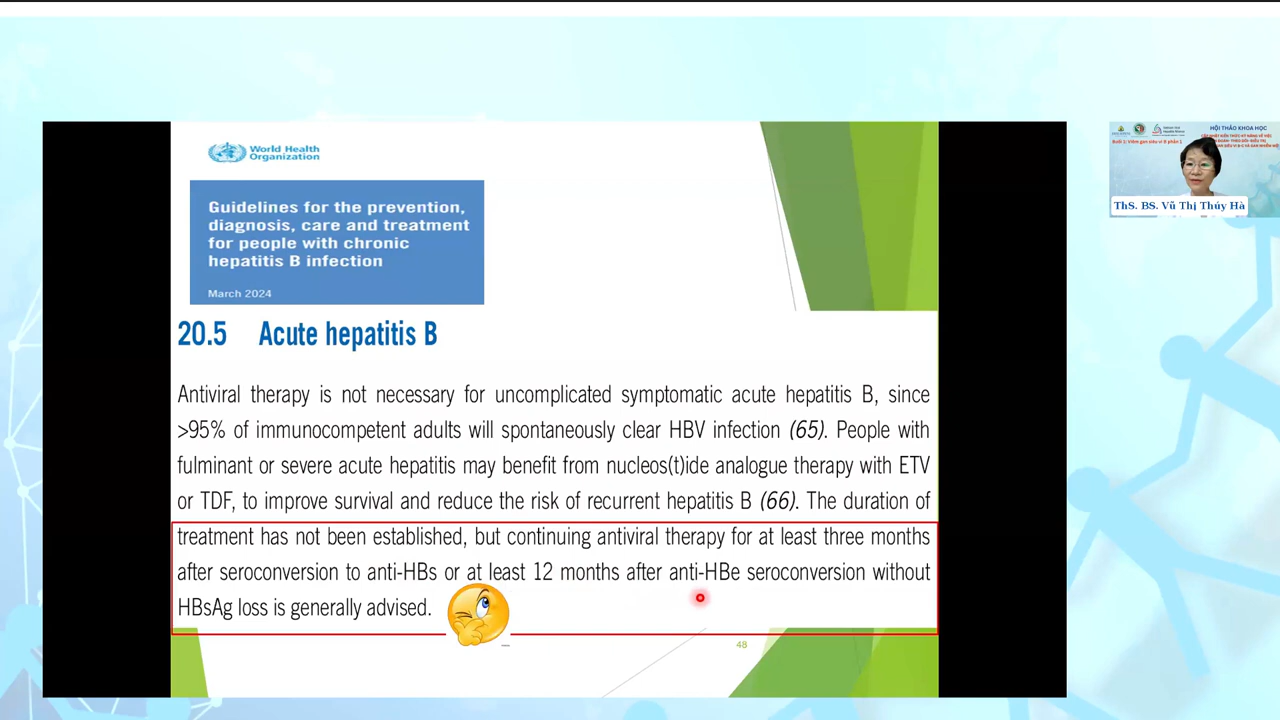 World Health
Organization
Guidelines for the prevention,
diagnosis, care and treatment
for people with chronic
hepatitis B infection
March 2024
20.5 Acute hepatitis B
Antiviral therapy is not necessary for uncomplicated symptomatic acute hepatitis B, since
>95% of immunocompetent adults will spontaneously clear HBV infection (65). People with
fulminant or severe acute hepatitis may benefit from nucleos(t)ide analogue therapy with ETV
or TDF, to improve survival and reduce the risk of recurrent hepatitis B (66). The duration of
treatment has not been established, but continuing antiviral therapy for at least three months
after seroconversion to anti-HBs or at least 12 months after anti-HBe seroconversion without
HBsAg loss is generally advised.
48
HỘI THẢO KHOA HỌC
ThS. BS. Vũ Thị Thúy Hà